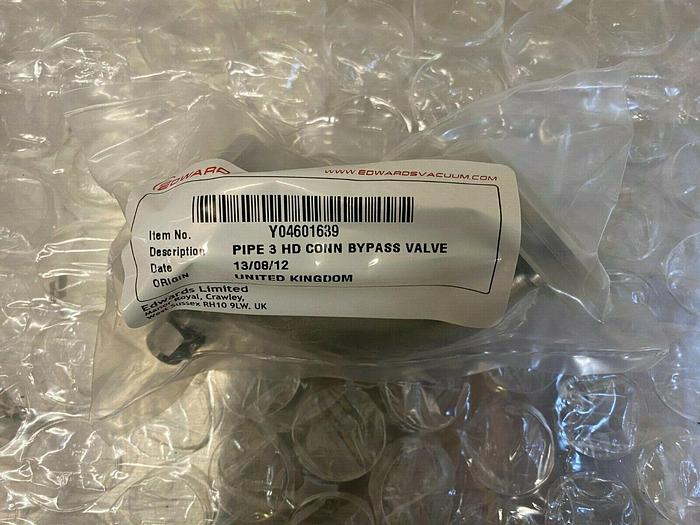 EDWARDS
WWW.EDWARDSVACUUM.COM
Item No. Y04601639
Description PIPE 3 HD CONN BYPASS VALVE
Date 13/08/12
ORIGIN UNITED KINGDOM
Edwards Limited
Manor Royal, Crawley,
West Sussex RH10 9LW, UK